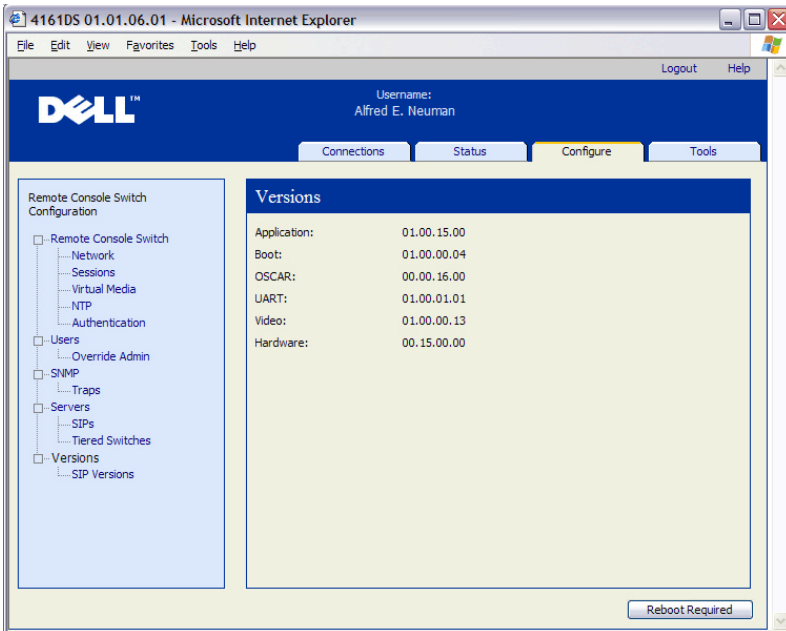 4161DS 01.01.06.01 - Microsoft Internet Explorer
File Edit View Favorites Tools Help
Logout Help
DELL™
Username:
Alfred E. Neuman
Connections Status Configure Tools
Remote Console Switch
Configuration
Remote Console Switch
Network
Sessions
Virtual Media
NTP
Authentication
Users
Override Admin
SNMP
Traps
Servers
SIPs
Tiered Switches
Versions
SIP Versions
Versions
Application: 01.00.15.00
Boot: 01.00.00.04
OSCAR: 00.00.16.00
UART: 01.00.01.01
Video: 01.00.00.13
Hardware: 00.15.00.00
Reboot Required